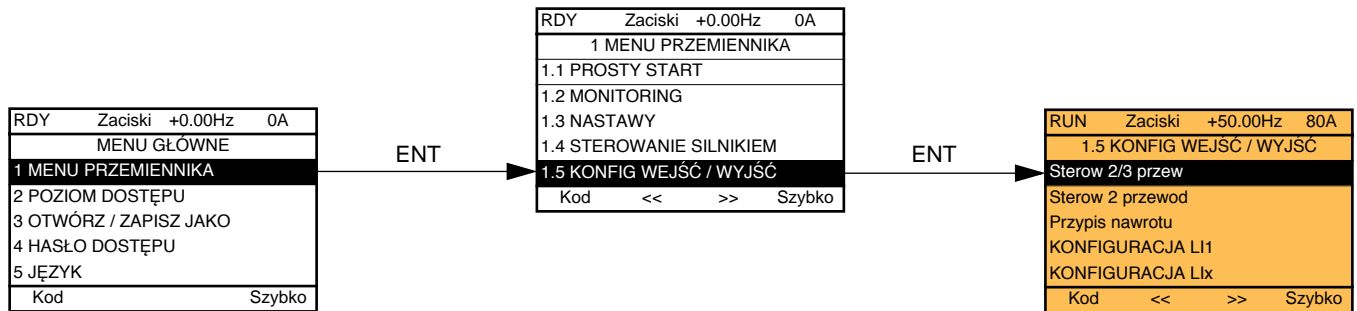 RDY Zaciski +0.00Hz 0A
MENU GŁÓWNE
1 MENU PRZEMIENNIKA
2 POZIOM DOSTĘPU
3 OTWÓRZ / ZAPISZ JAKO
4 HASŁO DOSTĘPU
5 JĘZYK
Kod Szybko
ENT
RDY Zaciski +0.00Hz 0A
1 MENU PRZEMIENNIKA
1.1 PROSTY START
1.2 MONITORING
1.3 NASTAWY
1.4 STEROWANIE SILNIKIEM
1.5 KONFIG WEJŚĆ / WYJŚĆ
Kod << >> Szybko
ENT
RUN Zaciski +50.00Hz 80A
1.5 KONFIG WEJŚĆ / WYJŚĆ
Sterow 2/3 przew
Sterow 2 przewod
Przypis nawrotu
KONFIGURACJA LI1
KONFIGURACJA LIx
Kod << >> Szybko